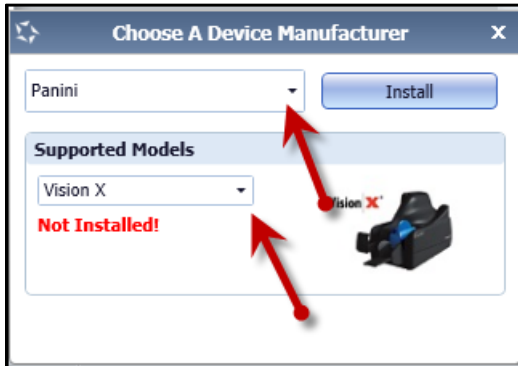 Choose A Device Manufacturer X
Panini
Install
Supported Models
Vision X
Not Installed!
Vision X